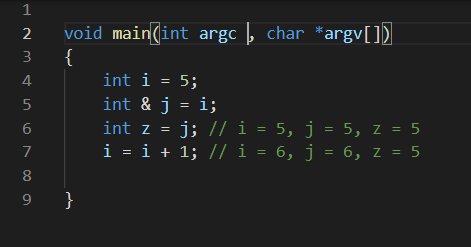 1
2 void main(int argc , char *argv[])
3 {
4 int i = 5;
5 int & j = i;
6 int z = j; // i = 5, j = 5, z = 5
7 i = i + 1; // i = 6, j = 6, z = 5
8
9 }